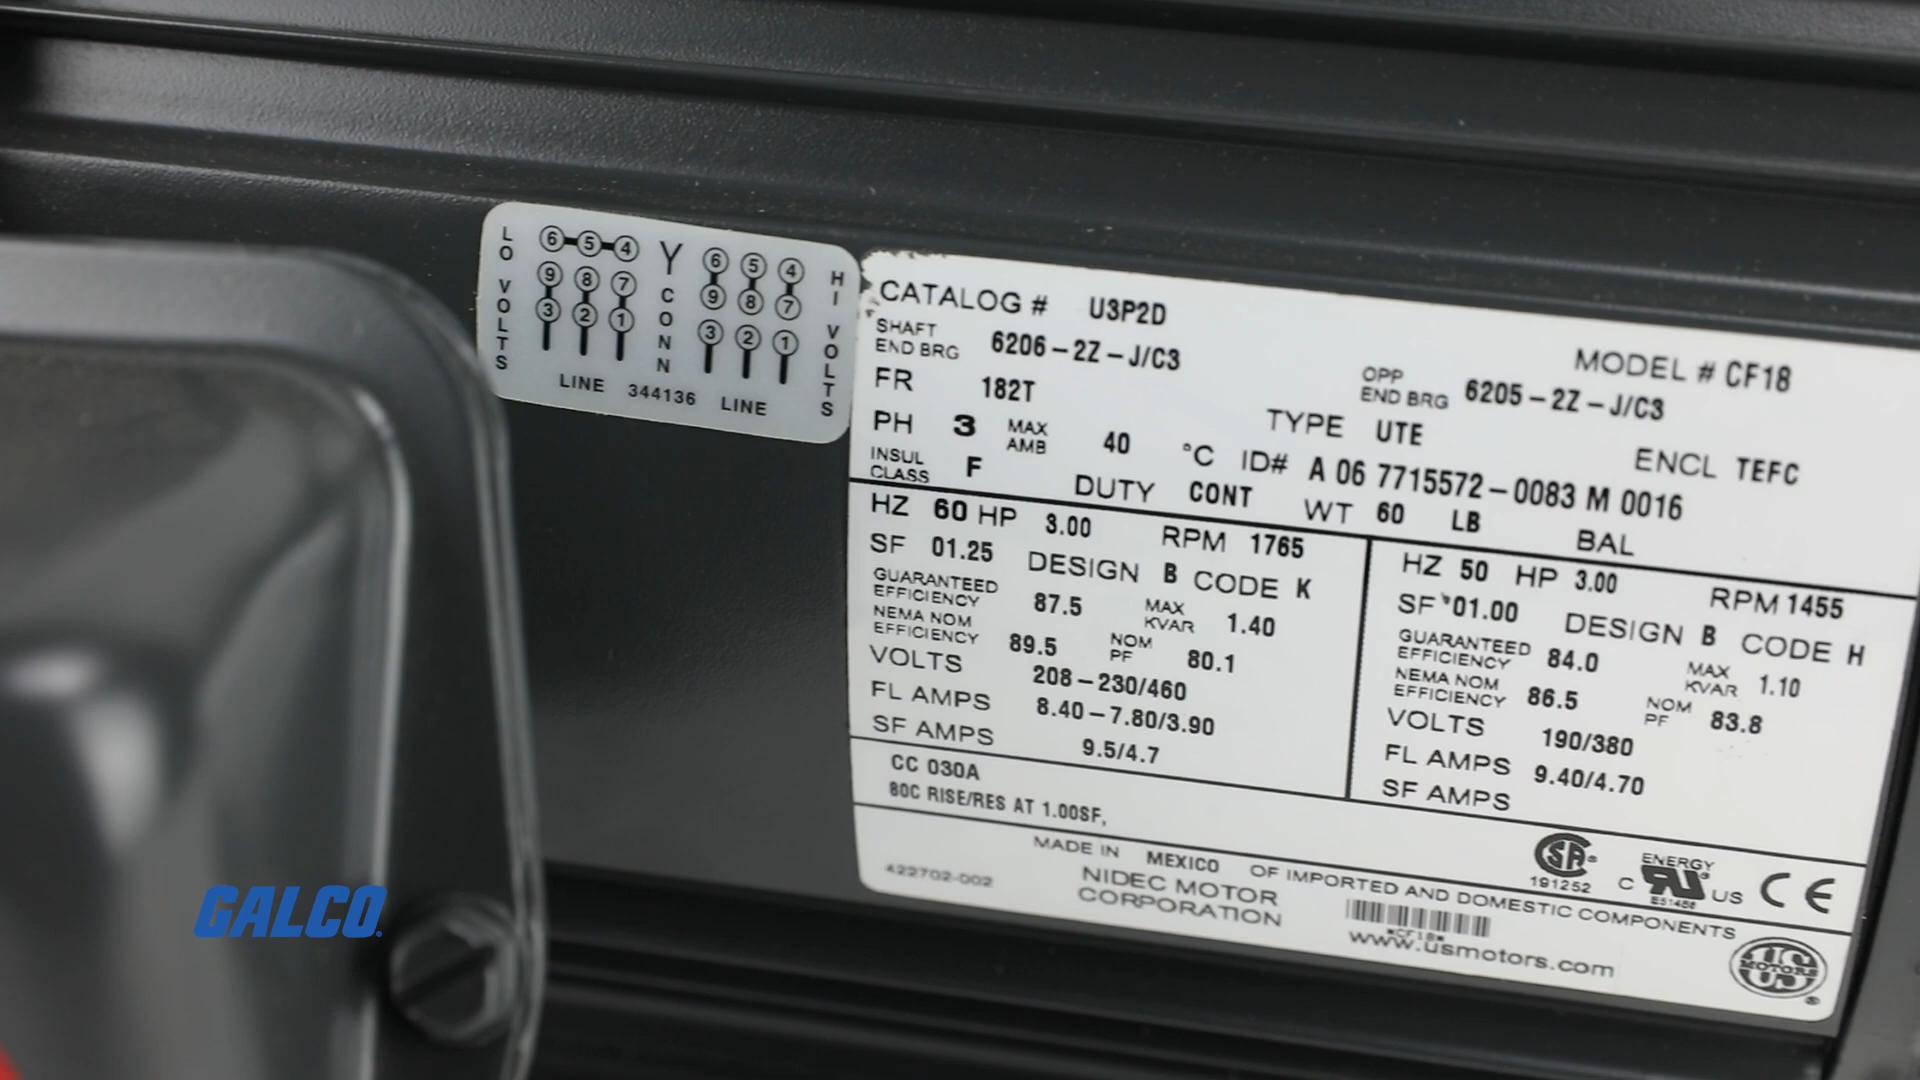 LO VOLTS
6 5 4
9 8 7
3 2 1
LINE
Y CONN
344136
6 5 4
9 8 7
3 2 1
LINE
HI VOLTS
CATALOG # U3P2D MODEL # CF18
SHAFT END BRG 6206-2Z-J/C3 OPP END BRG 6205-2Z-J/C3
FR 182T TYPE UTE ENCL TEFC
PH 3 MAX AMB 40 °C ID# A 06 7715572-0083 M 0016
INSUL CLASS F DUTY CONT WT 60 LB BAL
HZ 60 HP 3.00 RPM 1765
SF 01.25 DESIGN B CODE K
GUARANTEED EFFICIENCY 87.5 MAX KVAR 1.40
NEMA NOM EFFICIENCY 89.5 NOM PF 80.1
VOLTS 208-230/460
FL AMPS 8.40-7.80/3.90
SF AMPS 9.5/4.7
HZ 50 HP 3.00 RPM 1455
SF 01.00 DESIGN B CODE H
GUARANTEED EFFICIENCY 84.0 MAX KVAR 1.10
NEMA NOM EFFICIENCY 86.5 NOM PF 83.8
VOLTS 190/380
FL AMPS 9.40/4.70
SF AMPS
CC 030A
80C RISE/RES AT 1.00SF,
MADE IN MEXICO OF IMPORTED AND DOMESTIC COMPONENTS
422702-002
NIDEC MOTOR
CORPORATION
*CF18*
www.usmotors.com
SA ®
191252
ENERGY
C UR ® US
E51488
CE
US MOTORS ®
GALCO.